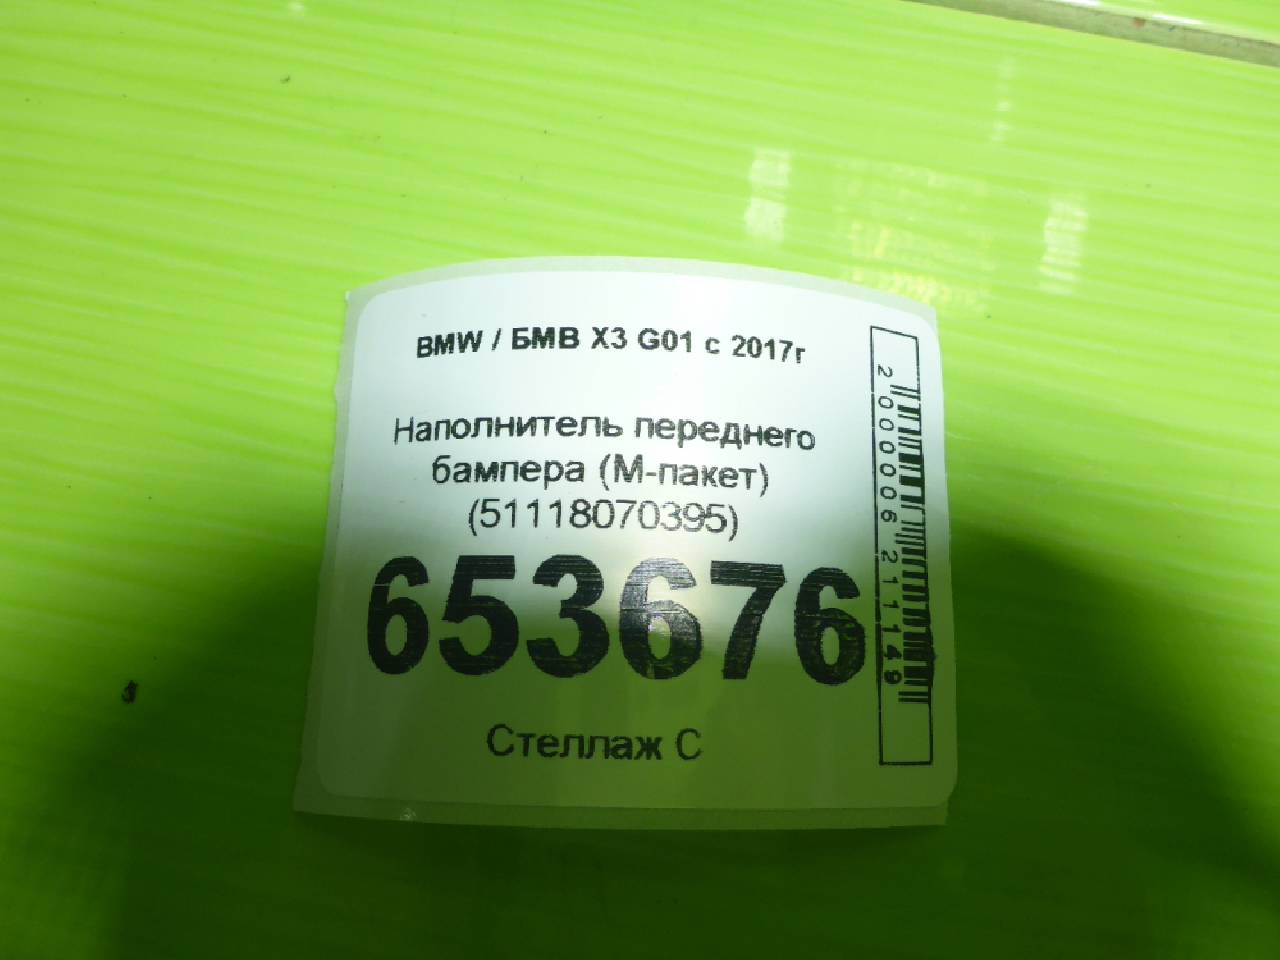 BMW / БМВ X3 G01 с 2017г
Наполнитель переднего
бампера (М-пакет)
(51118070395)
653676
Стеллаж С
2000006211149